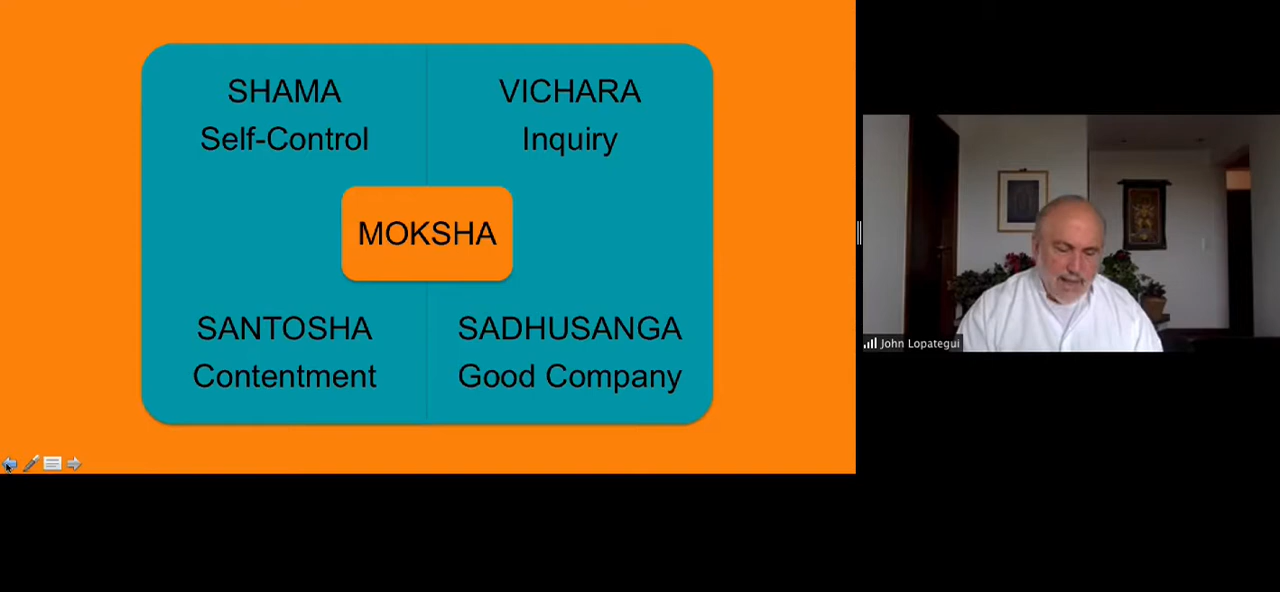 SHAMA
Self-Control
VICHARA
Inquiry
MOKSHA
SANTOSHA
Contentment
SADHUSANGA
Good Company
John Lopategui